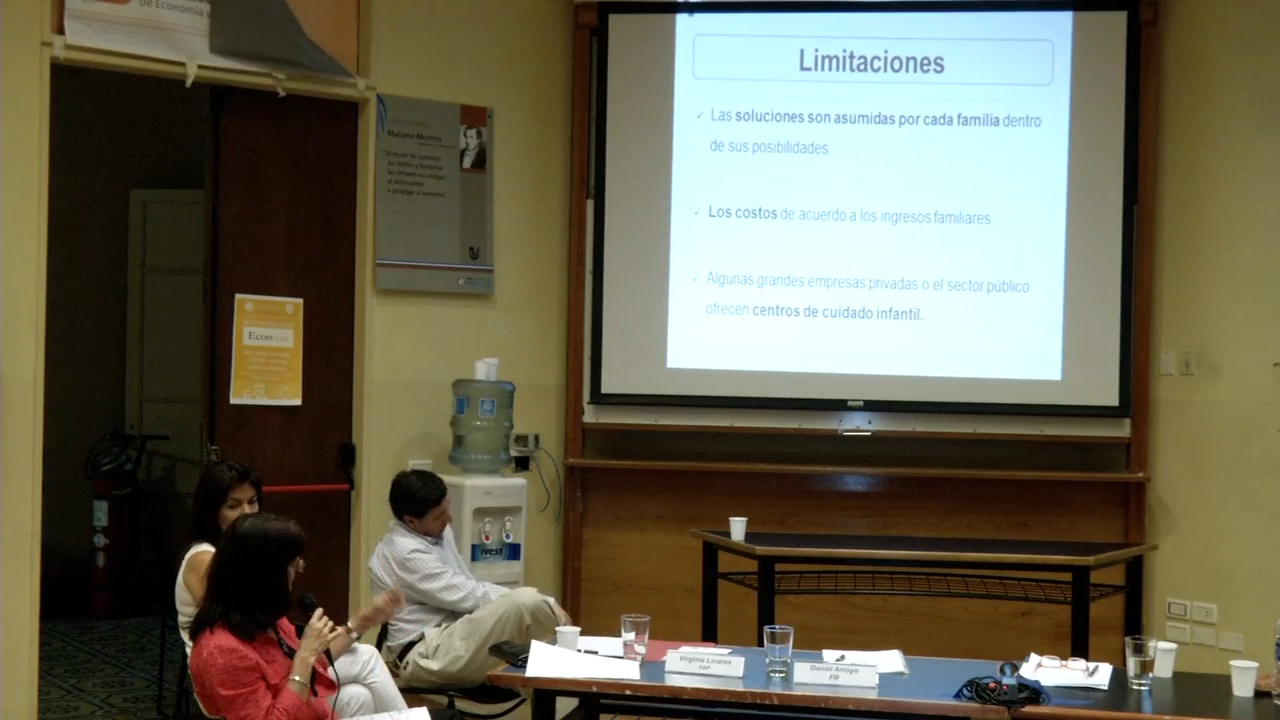 de Economía y
Mariano Moreno
Econ
ivess
Limitaciones
✓ Las soluciones son asumidas por cada familia dentro
de sus posibilidades.
✓ Los costos de acuerdo a los ingresos familiares
✓ Algunas grandes empresas privadas o el sector público
ofrecen centros de cuidado infantil.
Virginia Linares
FAP
Daniel Arroyo
FR